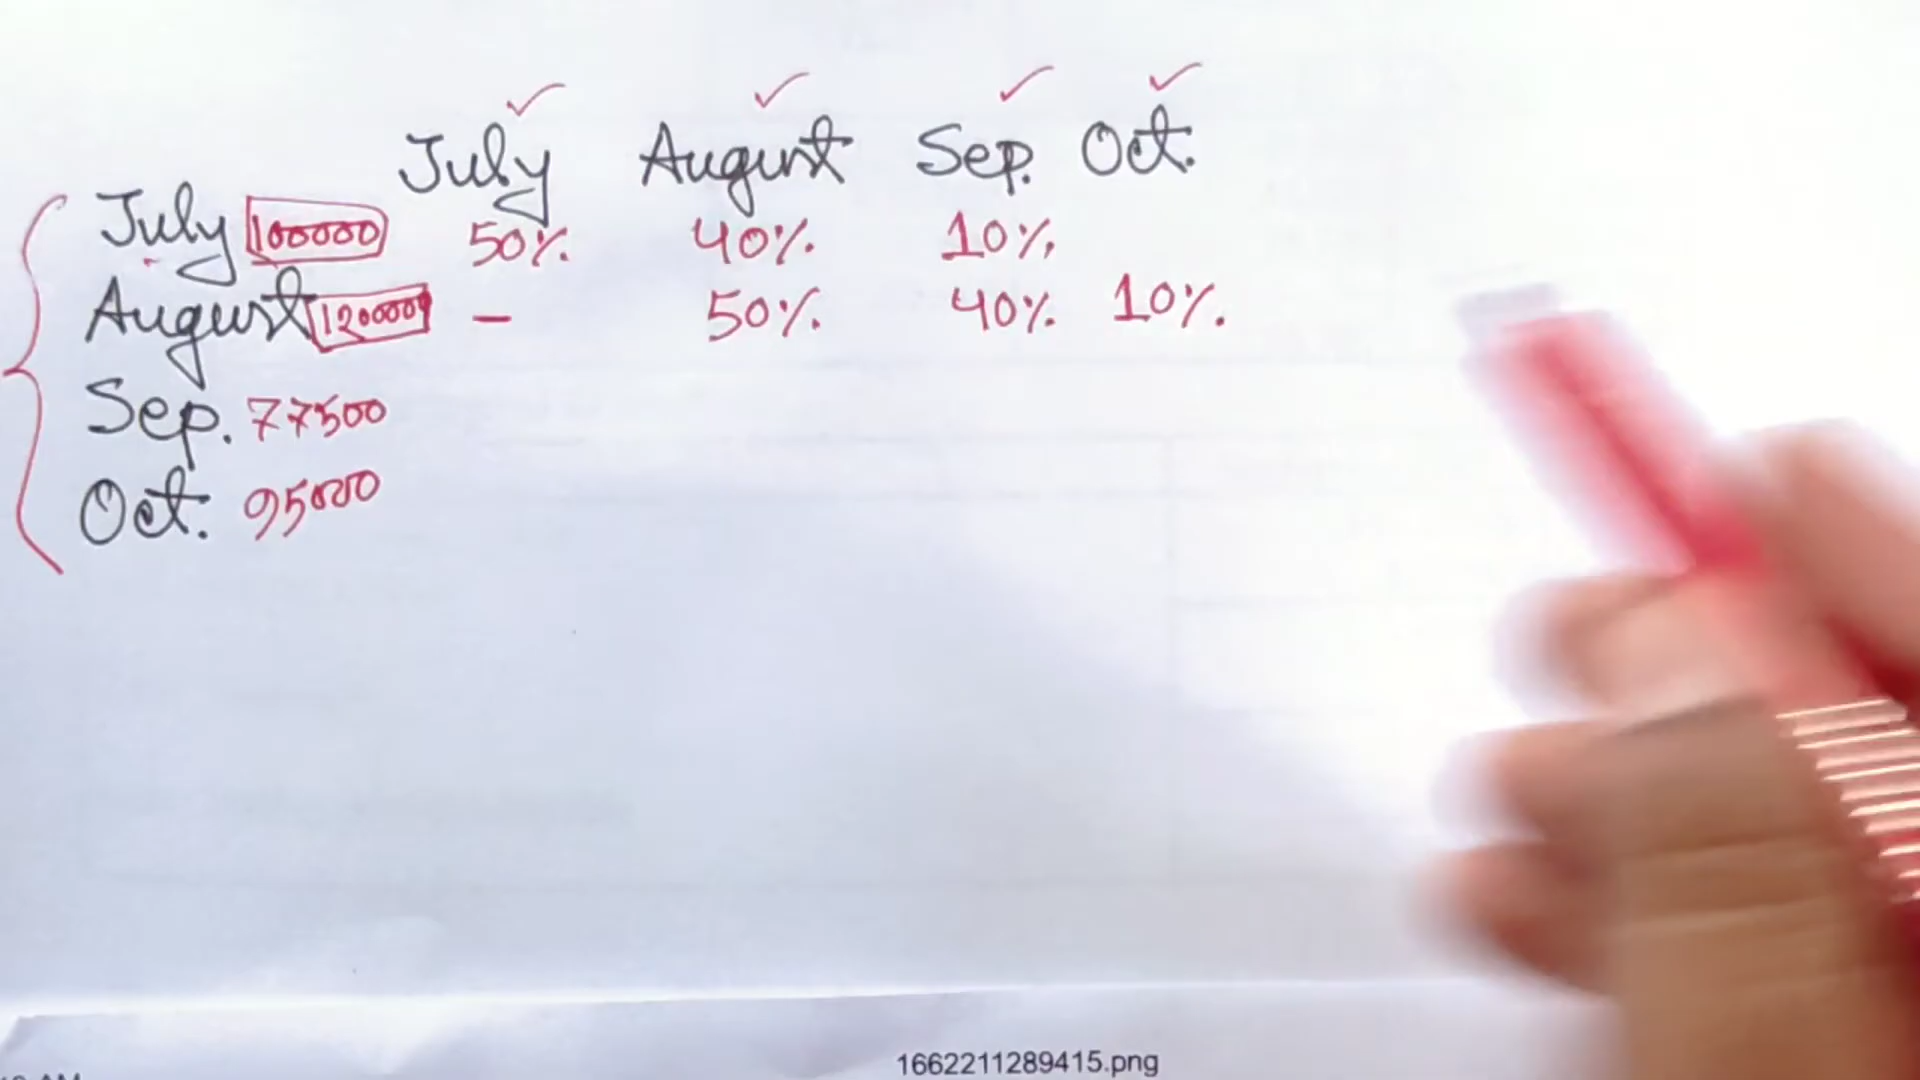 July August Sep. Oct.
July 100000 50% 40% 10%
August 120000 - 50% 40% 10%.
Sep. 77500
Oct. 95000
1662211289415.png
AM